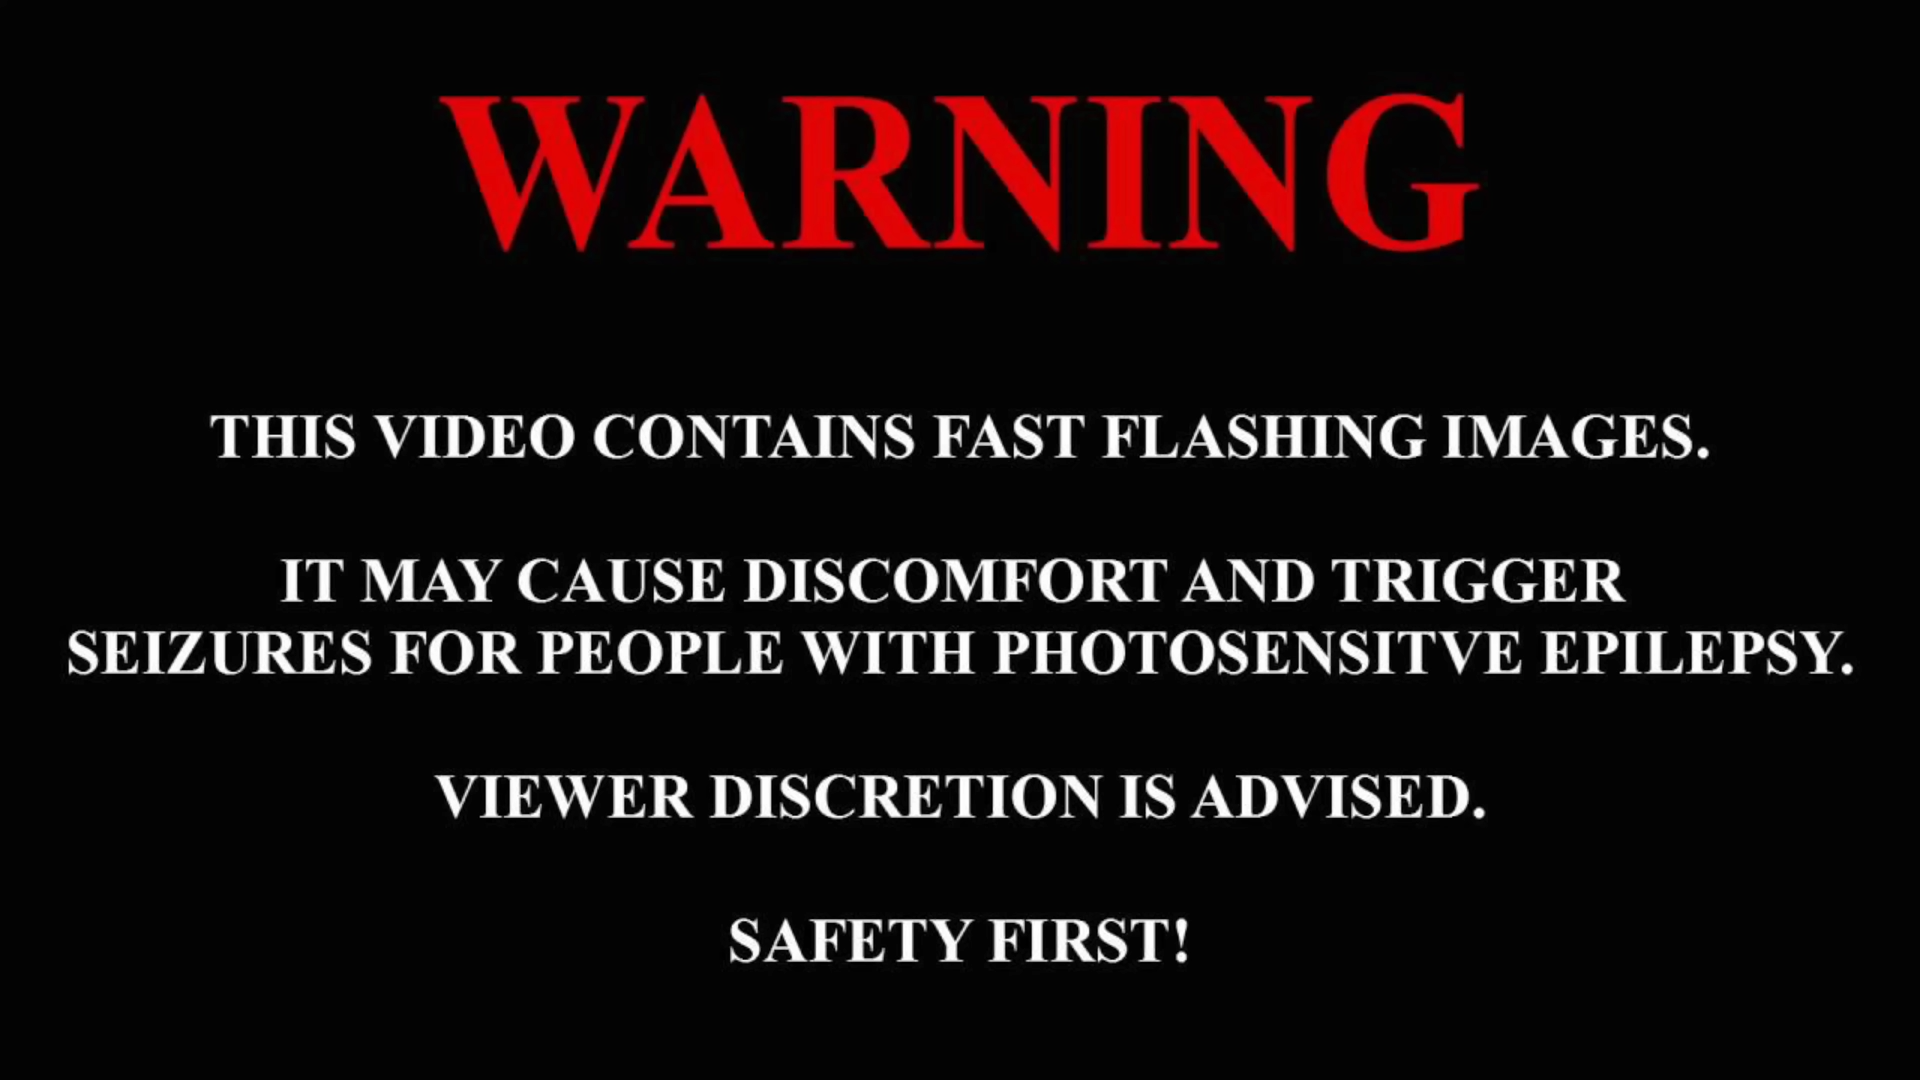 WARNING
THIS VIDEO CONTAINS FAST FLASHING IMAGES.
IT MAY CAUSE DISCOMFORT AND TRIGGER
SEIZURES FOR PEOPLE WITH PHOTOSENSITVE EPILEPSY.
VIEWER DISCRETION IS ADVISED.
SAFETY FIRST!